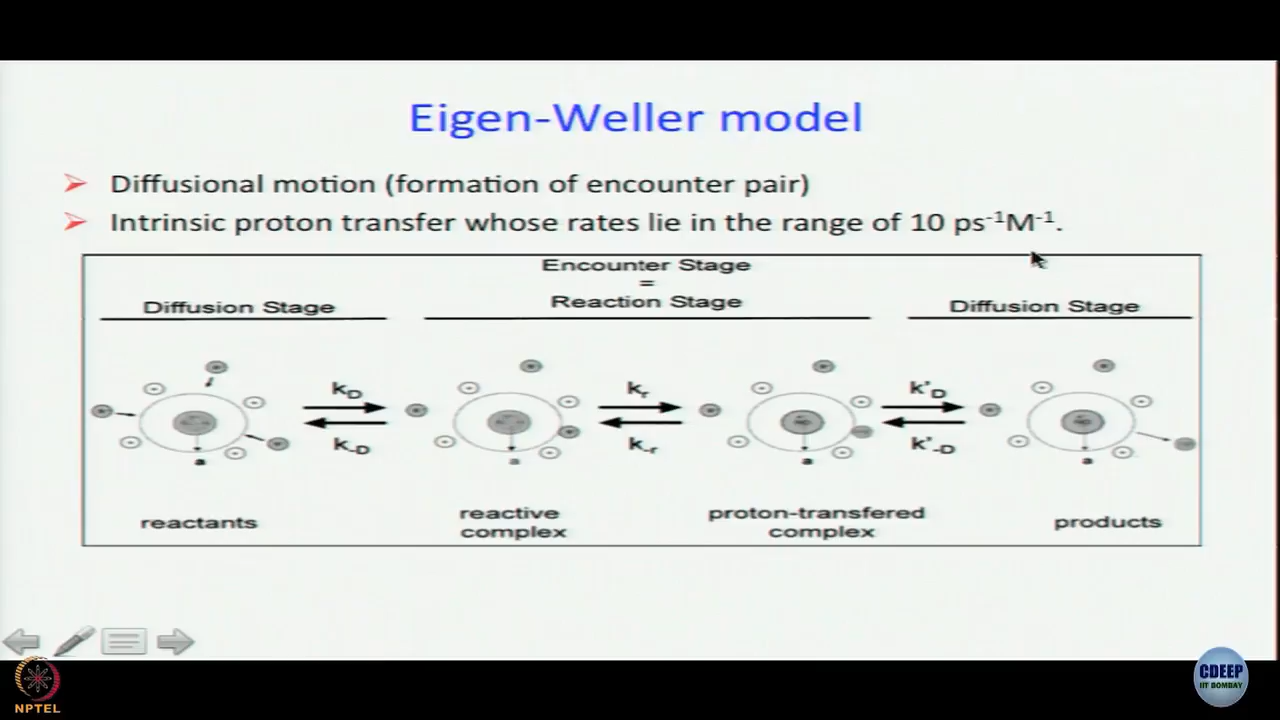 Eigen-Weller model
➢ Diffusional motion (formation of encounter pair)
➢ Intrinsic proton transfer whose rates lie in the range of 10 ps⁻¹M⁻¹.
Encounter Stage
=
Diffusion Stage
Reaction Stage
Diffusion Stage
k_D
k_r
k'_D
k_-D
k_-r
k'_-D
a
a
a
a
reactants
reactive
complex
proton-transfered
complex
products
NPTEL
CDEEP
IIT BOMBAY